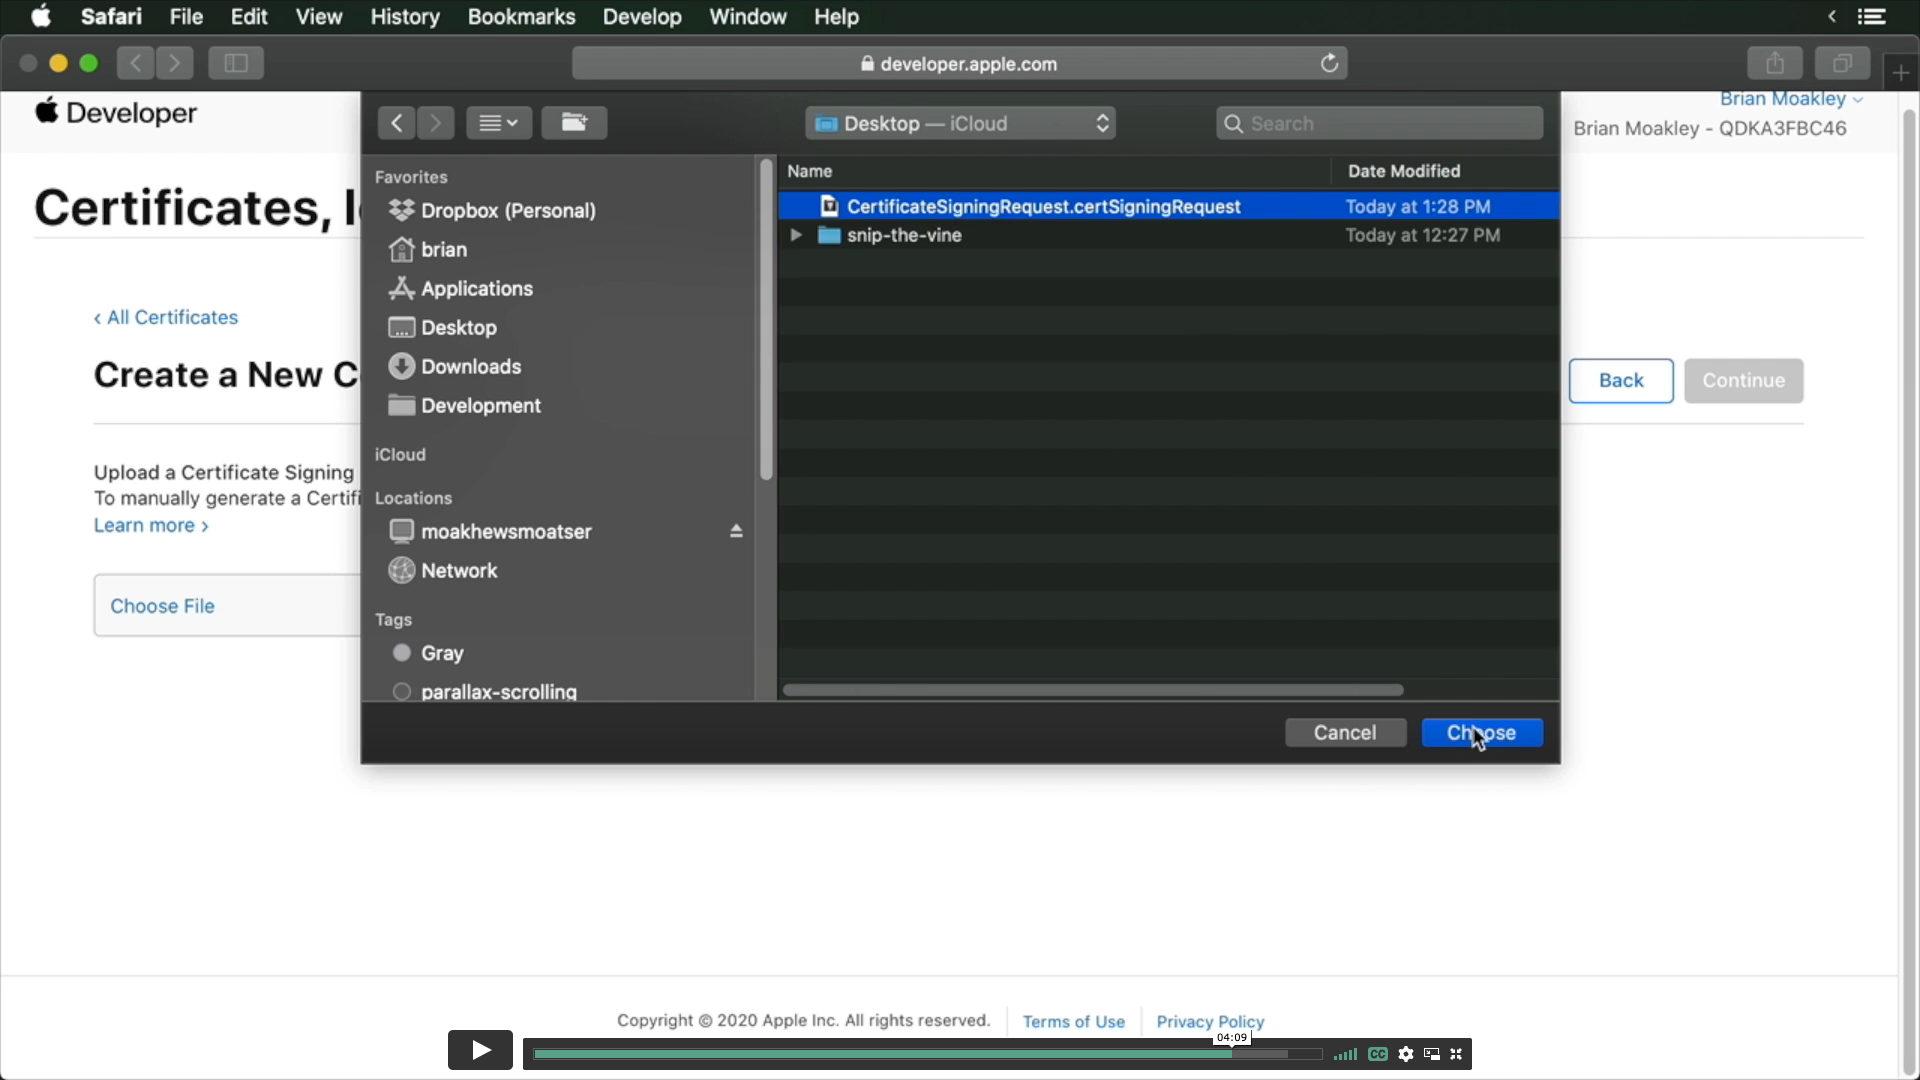 Safari File Edit View History Bookmarks Develop Window Help
developer.apple.com
Developer
Desktop — iCloud
Search
Brian Moakley
Brian Moakley - QDKA3FBC46
Favorites
Name
Date Modified
Certificates, I
Dropbox (Personal)
CertificateSigningRequest.certSigningRequest
Today at 1:28 PM
brian
snip-the-vine
Today at 12:27 PM
Applications
‹ All Certificates
Desktop
Downloads
Create a New C
Back
Continue
Development
iCloud
Upload a Certificate Signing
To manually generate a Certifi
Learn more ›
Locations
moakhewsmoatser
Network
Choose File
Tags
Gray
parallax-scrolling
Cancel
Choose
Copyright © 2020 Apple Inc. All rights reserved.
Terms of Use
Privacy Policy
04:09
CC